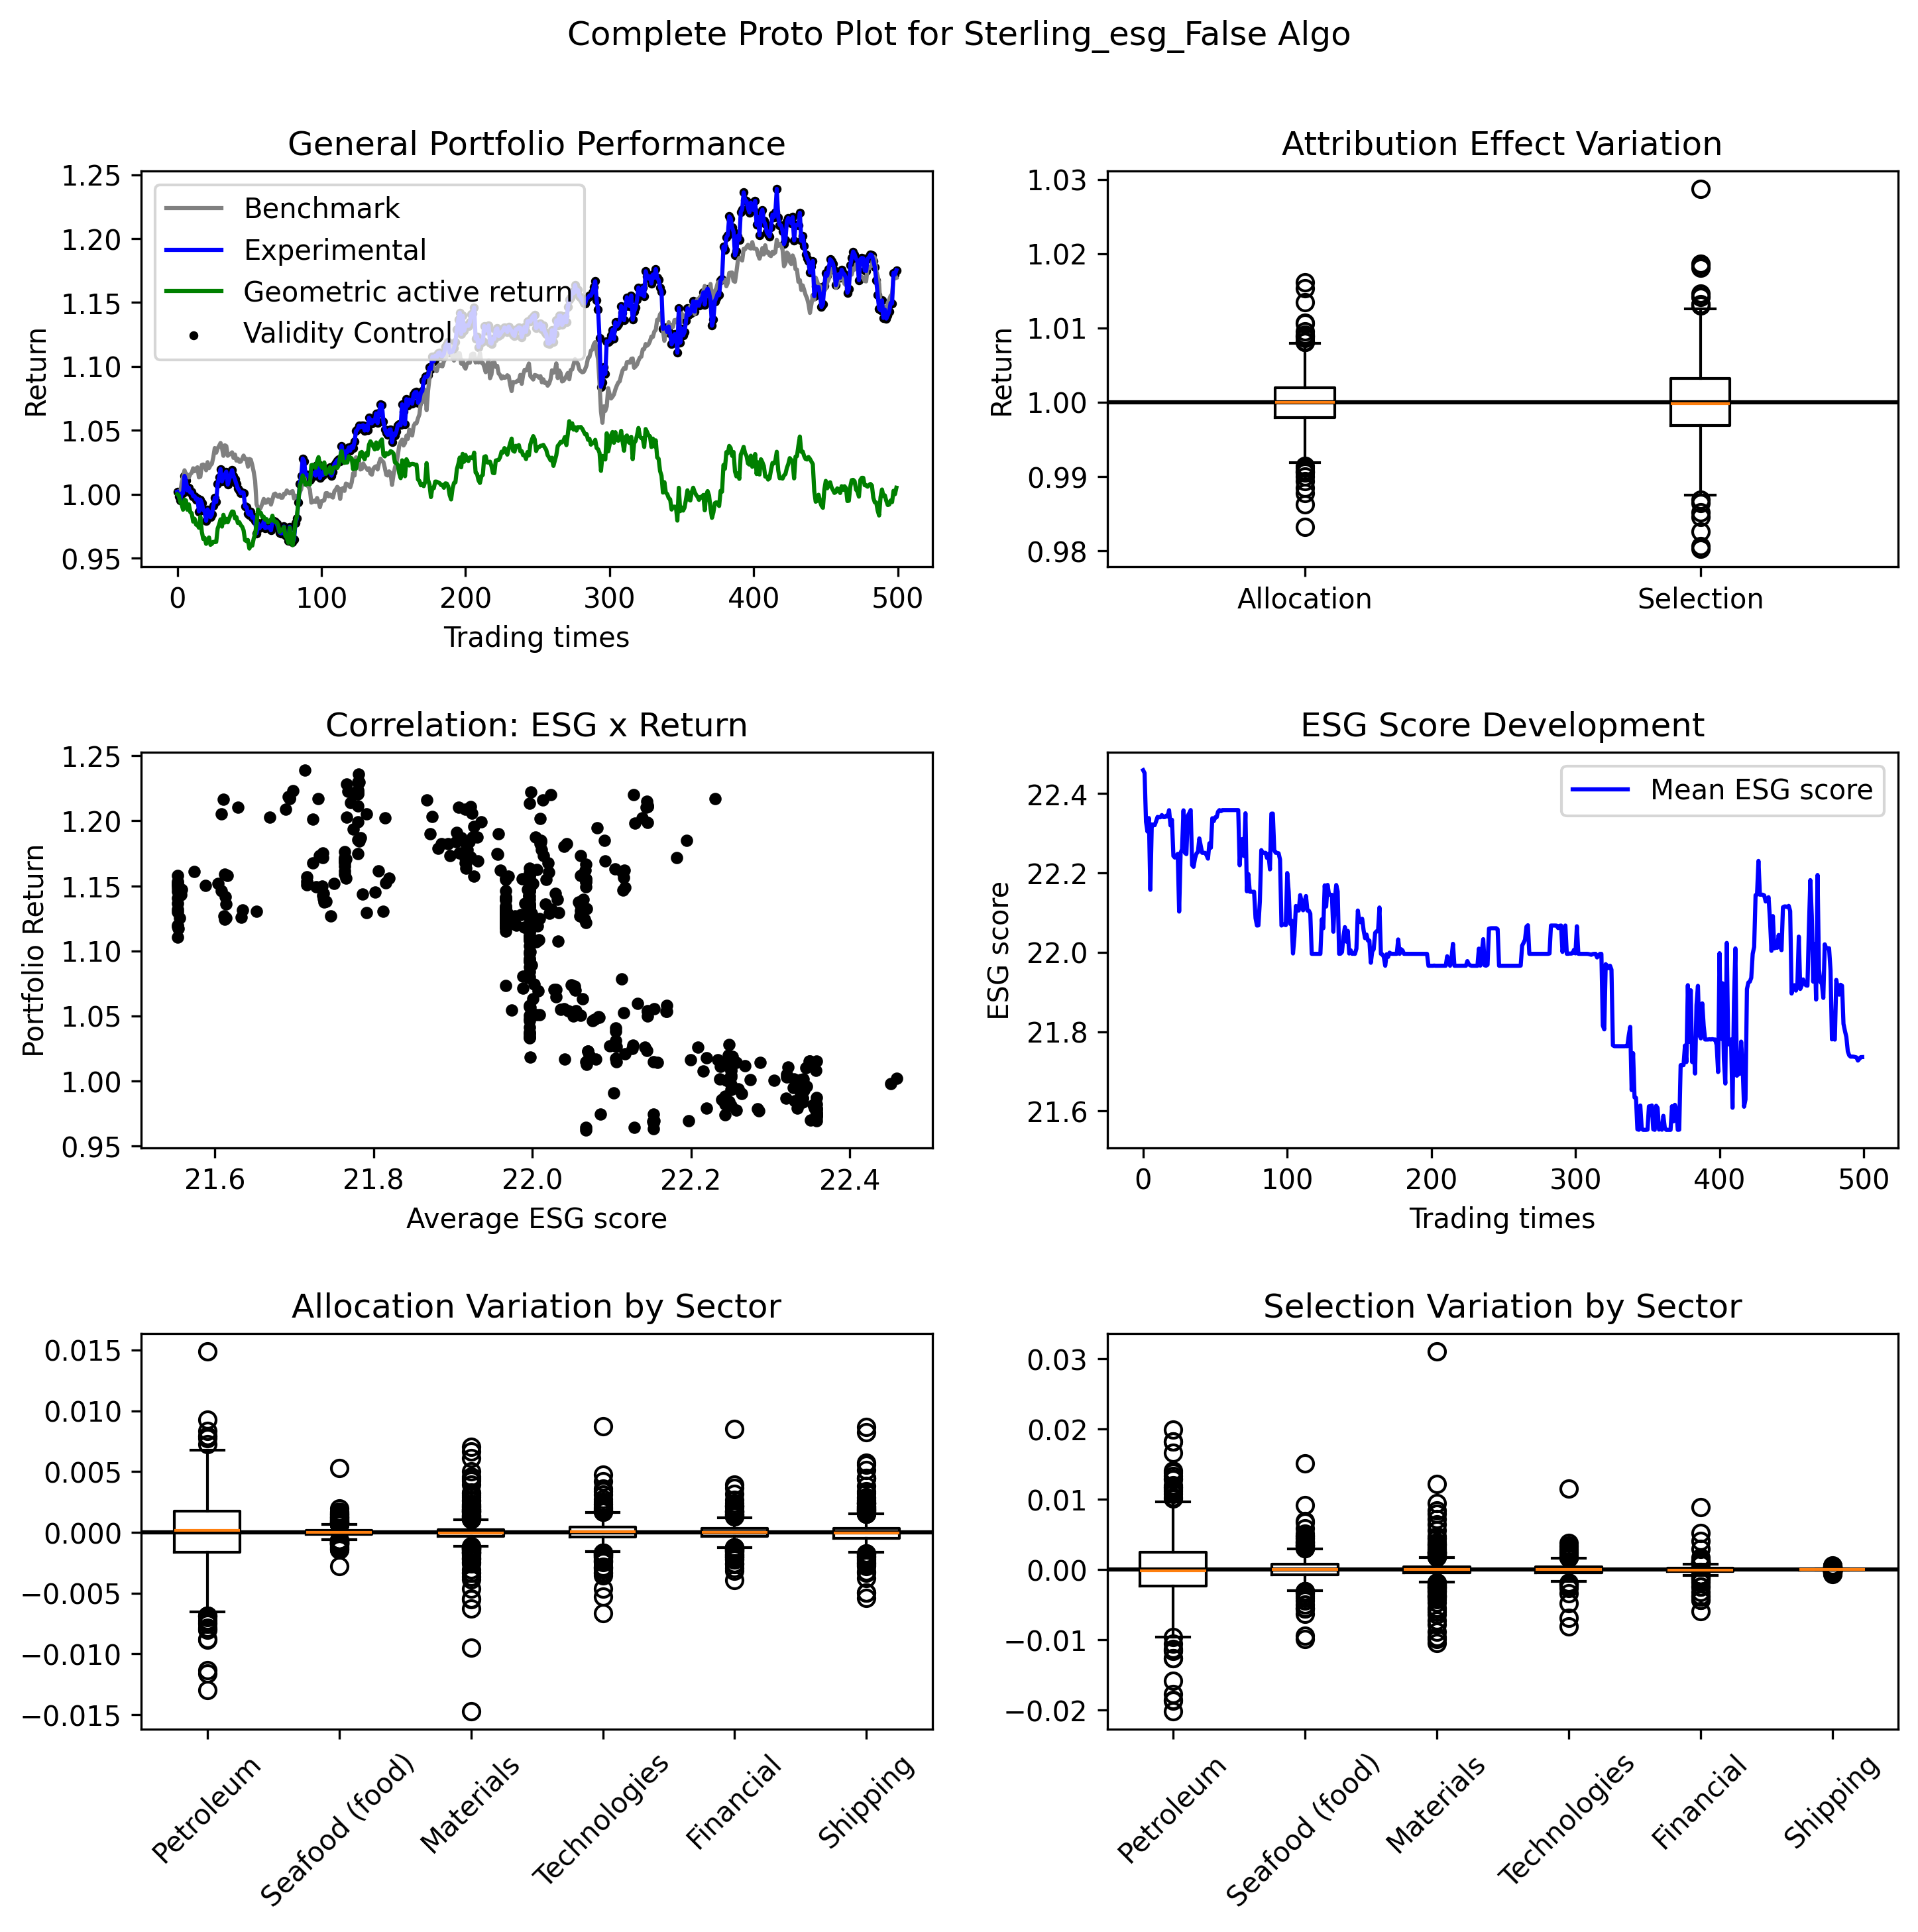 Complete Proto Plot for Sterling_esg_False Algo
General Portfolio Performance
1.25
1.20
1.15
1.10
1.05
1.00
0.95
Return
Benchmark
Experimental
Geometric active return
Validity Control
0 100 200 300 400 500
Trading times
Attribution Effect Variation
1.03
1.02
1.01
1.00
0.99
0.98
Return
Allocation Selection
Correlation: ESG x Return
1.25
1.20
1.15
1.10
1.05
1.00
0.95
Portfolio Return
21.6 21.8 22.0 22.2 22.4
Average ESG score
ESG Score Development
22.4
22.2
22.0
21.8
21.6
ESG score
Mean ESG score
0 100 200 300 400 500
Trading times
Allocation Variation by Sector
0.015
0.010
0.005
0.000
−0.005
−0.010
−0.015
Petroleum
Seafood (food)
Materials
Technologies
Financial
Shipping
Selection Variation by Sector
0.03
0.02
0.01
0.00
−0.01
−0.02
Petroleum
Seafood (food)
Materials
Technologies
Financial
Shipping